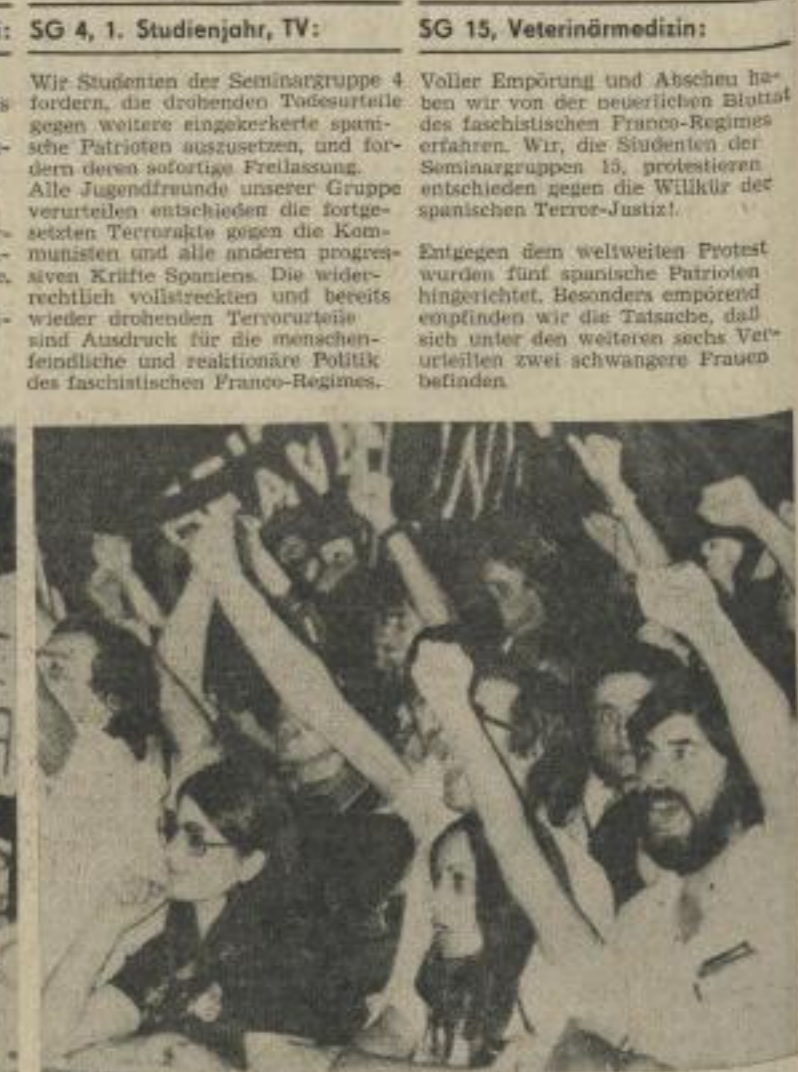 SG 4, 1. Studienjahr, TV:
Wir Studenten der Seminargruppe 4
fordern, die drohenden Todesurteile
gegen weitere eingekerkerte spani-
sche Patrioten auszusetzen, und for-
dern deren sofortige Freilassung.
Alle Jugendfreunde unserer Gruppe
verurteilen entschieden die fortge-
setzten Terrorakte gegen die Kom-
munisten und alle anderen progres-
siven Kräfte Spaniens. Die wider-
rechtlich vollstreckten und bereits
wieder drohenden Terrorurteile
sind Ausdruck für die menschen-
feindliche und reaktionäre Politik
des faschistischen Franco-Regimes.
SG 15, Veterinärmedizin:
Voller Empörung und Abscheu ha-
ben wir von der neuerlichen Bluttat
des faschistischen Franco-Regimes
erfahren. Wir, die Studenten der
Seminargruppen 15, protestieren
entschieden gegen die Willkür der
spanischen Terror-Justiz!
Entgegen dem weltweiten Protest
wurden fünf spanische Patrioten
hingerichtet. Besonders empörend
empfinden wir die Tatsache, daß
sich unter den weiteren sechs Ver-
urteilten zwei schwangere Frauen
befinden